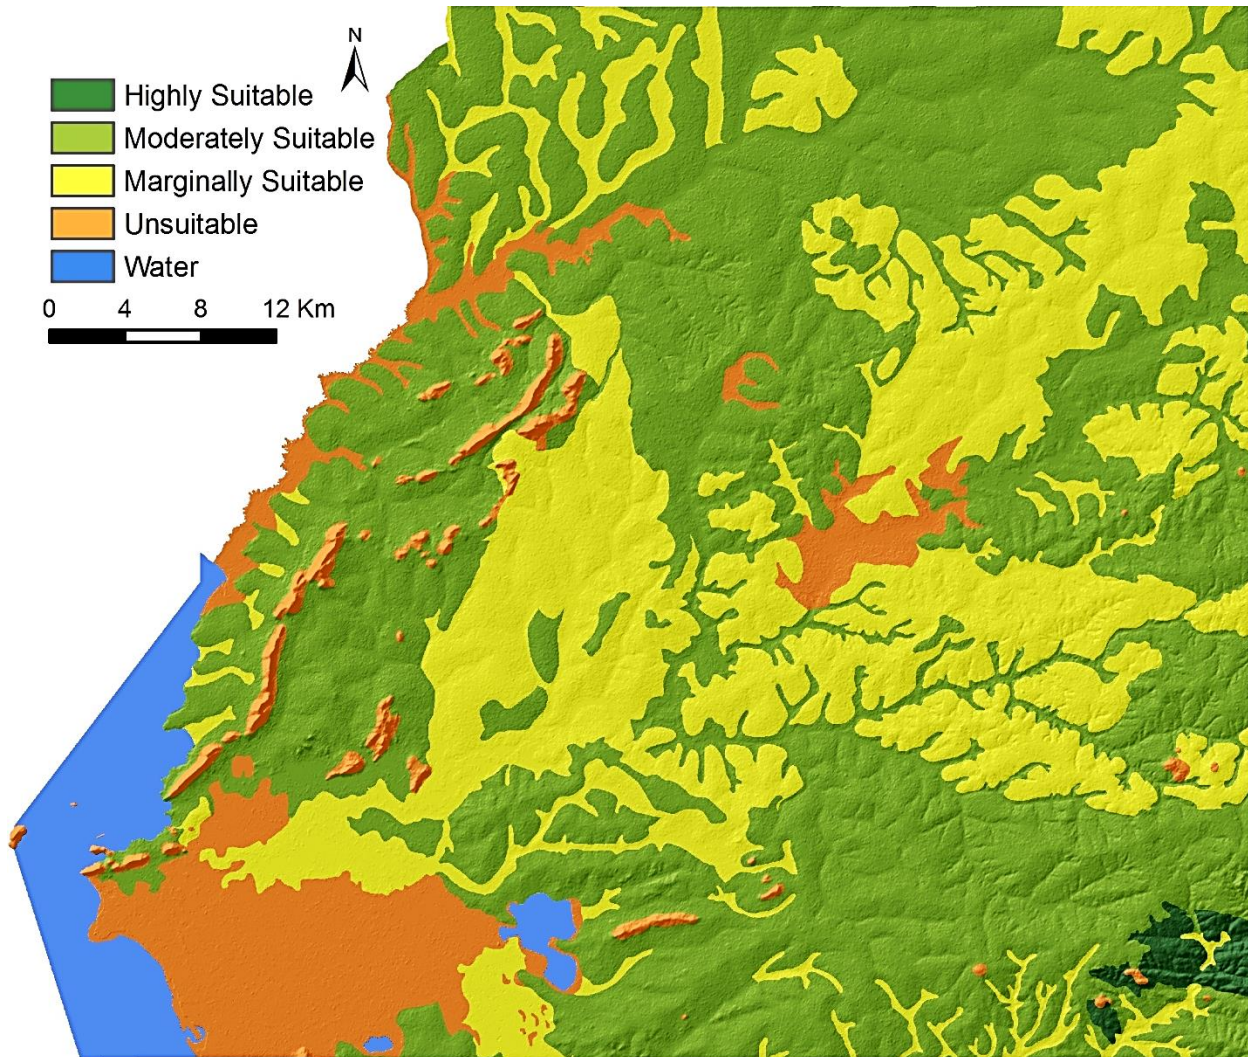 N
Highly Suitable
Moderately Suitable
Marginally Suitable
Unsuitable
Water
0 4 8 12 Km